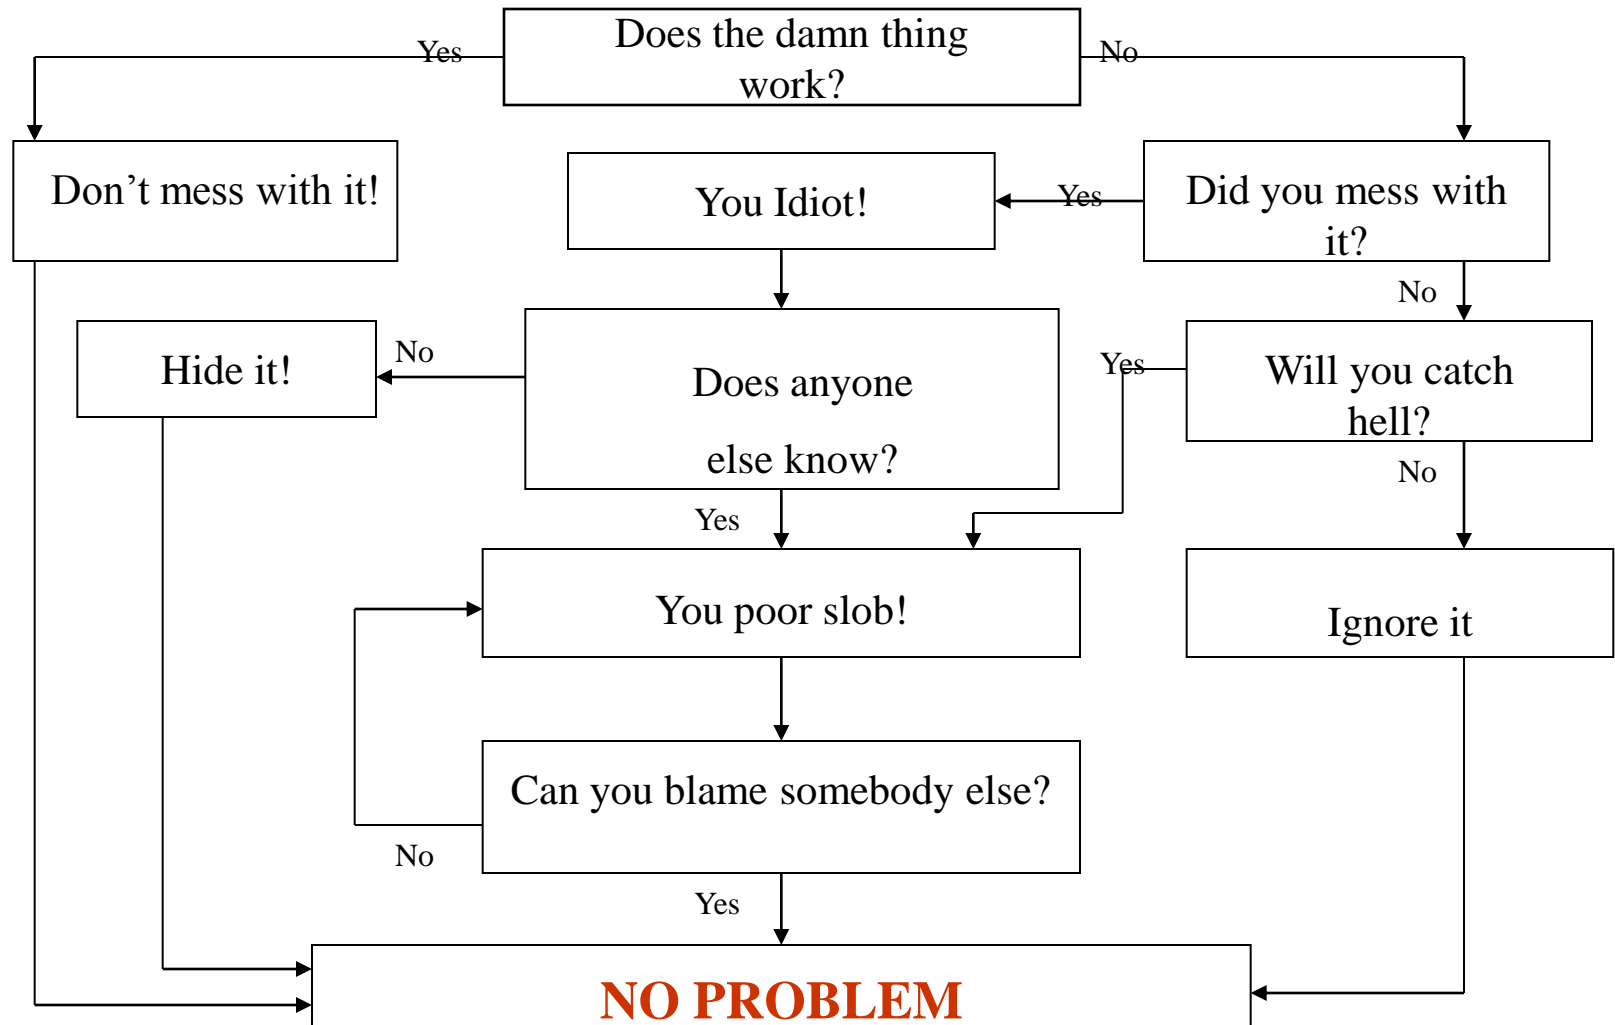 Does the damn thing
work?
Yes
No
Don’t mess with it!
You Idiot!
Yes
Did you mess with
it?
No
Hide it!
No
Does anyone
else know?
Yes
Will you catch
hell?
No
Yes
You poor slob!
Ignore it
Can you blame somebody else?
No
Yes
NO PROBLEM